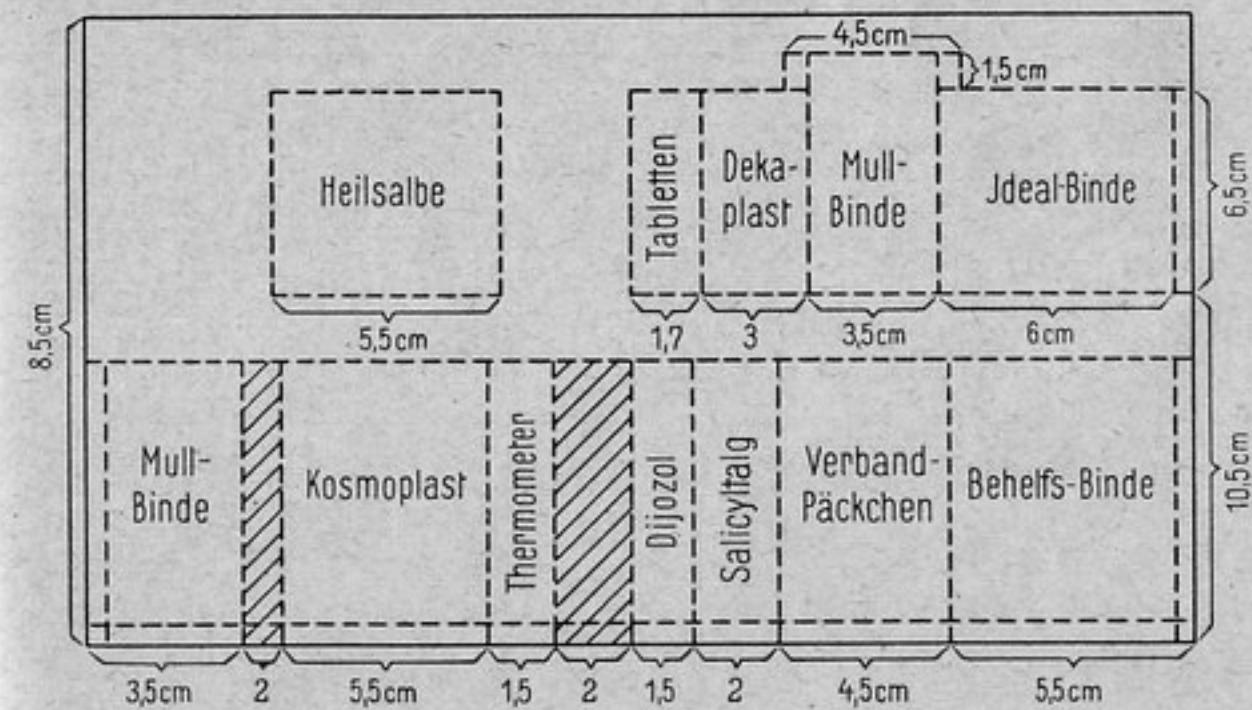 4,5cm
1,5cm
Heilsalbe
Tabletten
Deka-
plast
Mull-
Binde
Jdeal-Binde
6,5cm
5,5cm
1,7
3
3,5cm
6cm
8,5cm
Mull-
Binde
Kosmoplast
Thermometer
Dijozol
Salicyltalg
Verband-
Päckchen
Behelfs-Binde
10,5cm
3,5cm
2
5,5cm
1,5
2
1,5
2
4,5cm
5,5cm